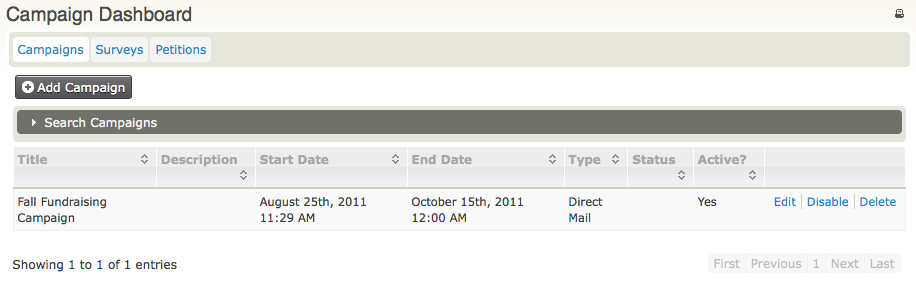 Campaign Dashboard
Campaigns Surveys Petitions
Add Campaign
Search Campaigns
Title Description Start Date End Date Type Status Active?
Fall Fundraising August 25th, 2011 October 15th, 2011 Direct Yes Edit Disable Delete
Campaign 11:29 AM 12:00 AM Mail
Showing 1 to 1 of 1 entries First Previous 1 Next Last